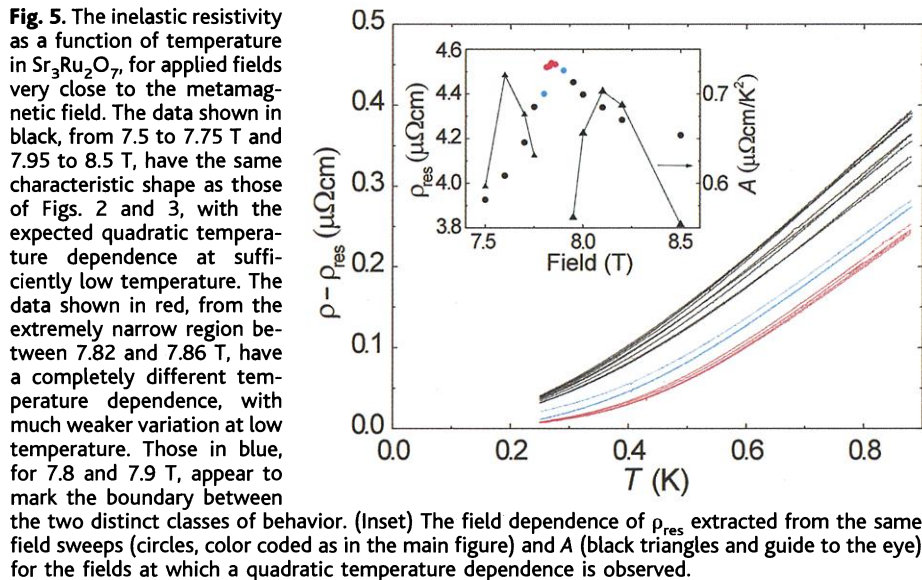 Fig. 5. The inelastic resistivity
as a function of temperature
in Sr₃Ru₂O₇, for applied fields
very close to the metamag-
netic field. The data shown in
black, from 7.5 to 7.75 T and
7.95 to 8.5 T, have the same
characteristic shape as those
of Figs. 2 and 3, with the
expected quadratic tempera-
ture dependence at suffi-
ciently low temperature. The
data shown in red, from the
extremely narrow region be-
tween 7.82 and 7.86 T, have
a completely different tem-
perature dependence, with
much weaker variation at low
temperature. Those in blue,
for 7.8 and 7.9 T, appear to
mark the boundary between
the two distinct classes of behavior. (Inset) The field dependence of ρres extracted from the same
field sweeps (circles, color coded as in the main figure) and A (black triangles and guide to the eye)
for the fields at which a quadratic temperature dependence is observed.
0.5
0.4
0.3
0.2
0.1
0.0
ρ – ρres (μΩcm)
0.0 0.2 0.4 0.6 0.8
T (K)
4.6
4.4
4.2
4.0
3.8
ρres (μΩcm)
7.5 8.0 8.5
Field (T)
0.7
0.6
A (μΩcm/K²)